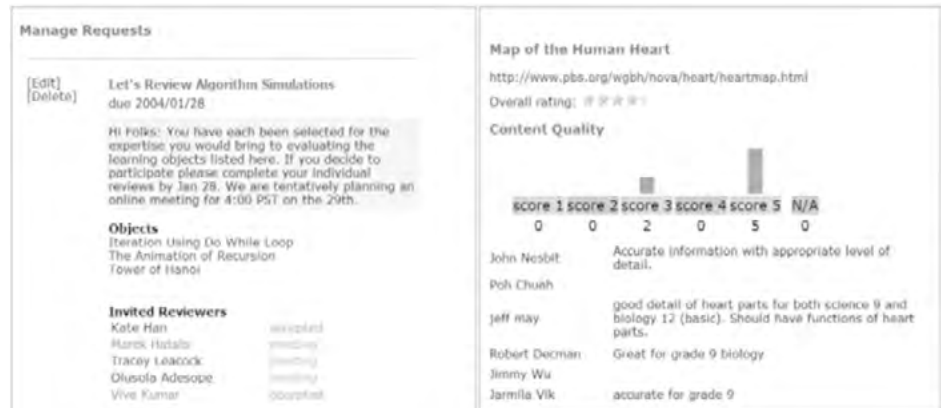 Manage Requests
[Edit]
[Delete]
Let's Review Algorithm Simulations
due 2004/01/28
Hi Folks: You have each been selected for the
expertise you would bring to evaluating the
learning objects listed here. If you decide to
participate please complete your individual
reviews by Jan 28. We are tentatively planning an
online meeting for 4:00 PST on the 29th.
Objects
Iteration Using Do While Loop
The Animation of Recursion
Tower of Hanoi
Invited Reviewers
Kate Han accepted
Marek Hatala pending
Tracey Leacock pending
Olusola Adesope pending
Vive Kumar accepted
Map of the Human Heart
http://www.pbs.org/wgbh/nova/heart/heartmap.html
Overall rating:
Content Quality
score 1 score 2 score 3 score 4 score 5 N/A
0 0 2 0 5 0
John Nesbit Accurate information with appropriate level of
detail.
Poh Chuah
jeff may good detail of heart parts for both science 9 and
biology 12 (basic). Should have functions of heart
parts.
Robert Decman Great for grade 9 biology
Jimmy Wu
Jarmila Vik accurate for grade 9